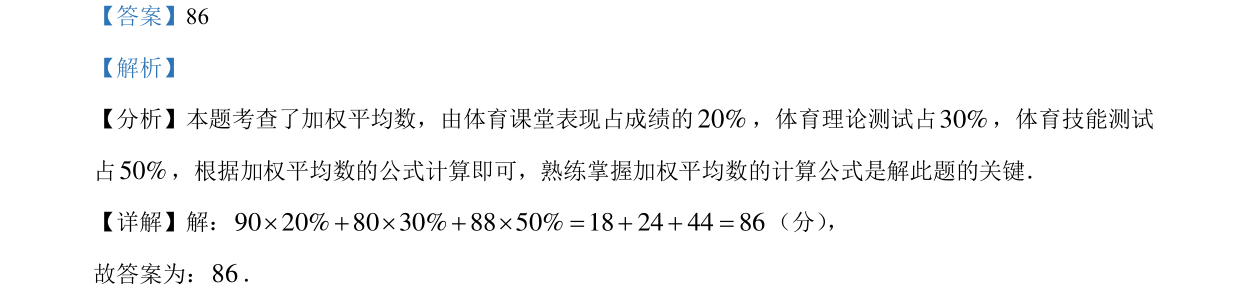 【答案】86
【解析】
【分析】本题考查了加权平均数，由体育课堂表现占成绩的20%，体育理论测试占30%，体育技能测试
占50%，根据加权平均数的公式计算即可，熟练掌握加权平均数的计算公式是解此题的关键．
【详解】解：90×20%+80×30%+88×50%=18+24+44=86（分），
故答案为：86．